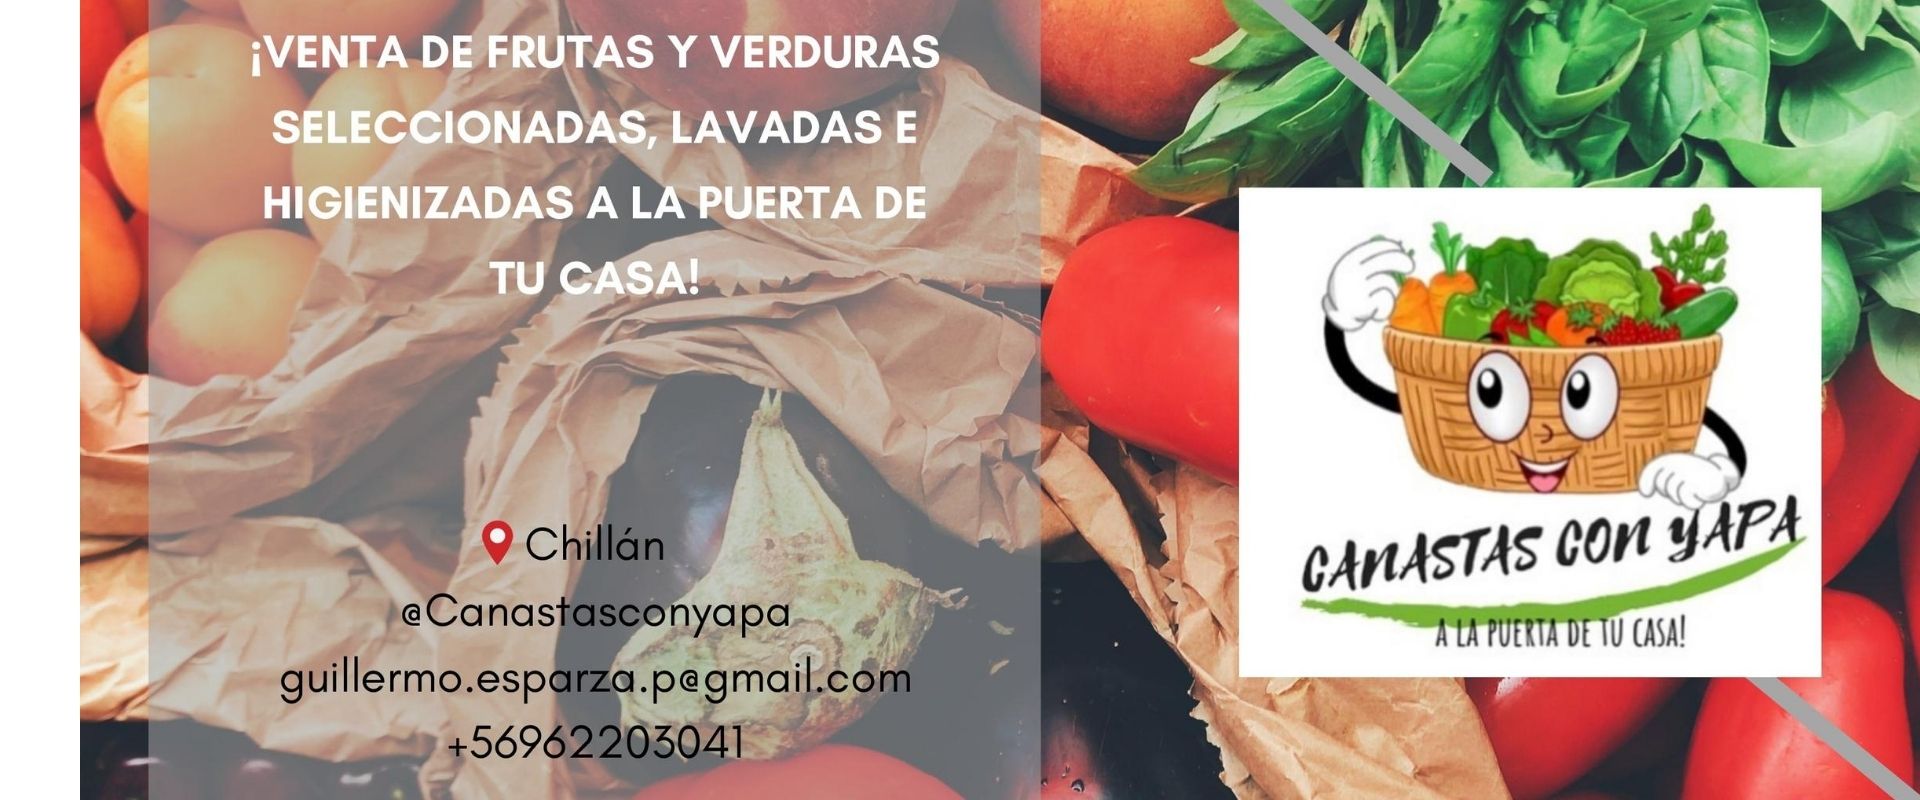 ¡VENTA DE FRUTAS Y VERDURAS
SELECCIONADAS, LAVADAS E
HIGIENIZADAS A LA PUERTA DE
TU CASA!
Chillán
@Canastasconyapa
guillermo.esparza.p@gmail.com
+56962203041
CANASTAS CON YAPA
A LA PUERTA DE TU CASA!